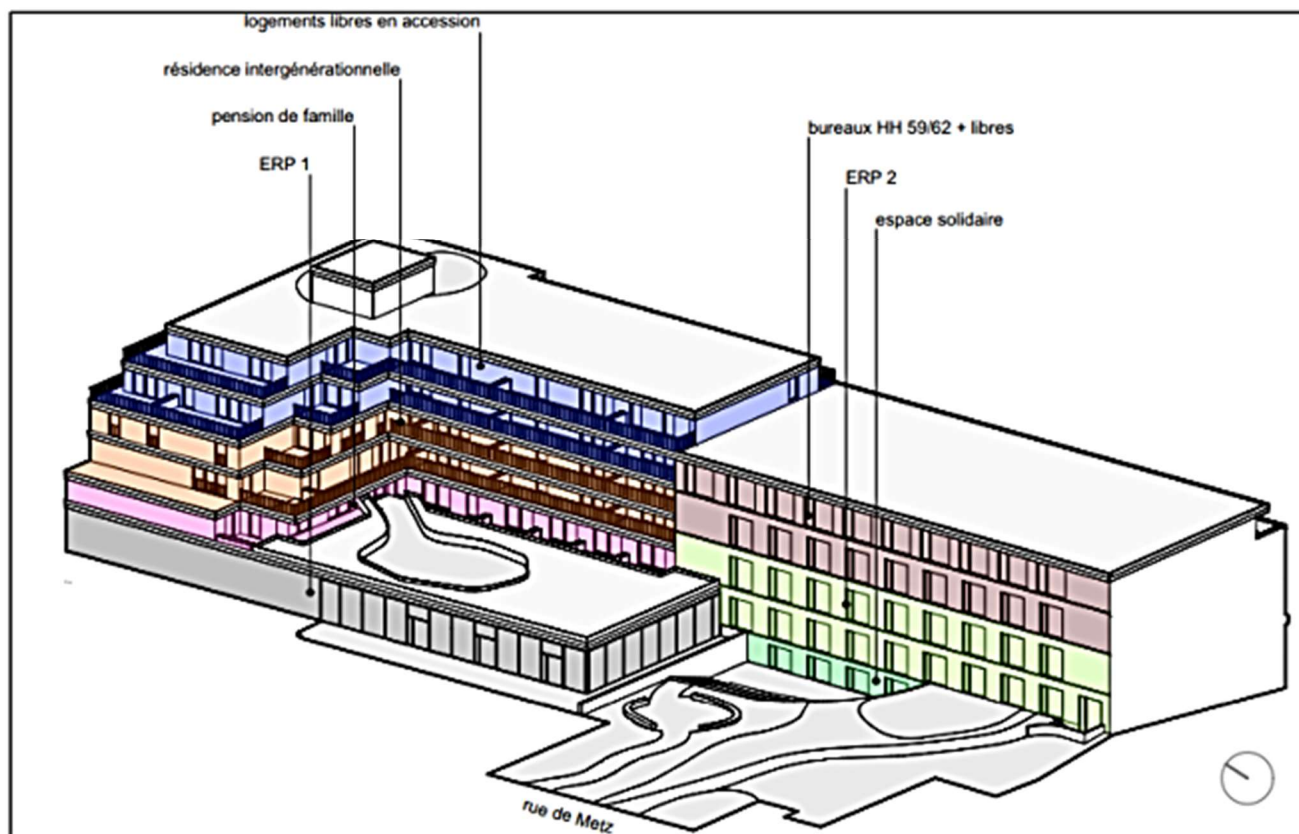 logements libres en accession
résidence intergénérationnelle
pension de famille
ERP 1
bureaux HH 59/62 + libres
ERP 2
espace solidaire
rue de Metz